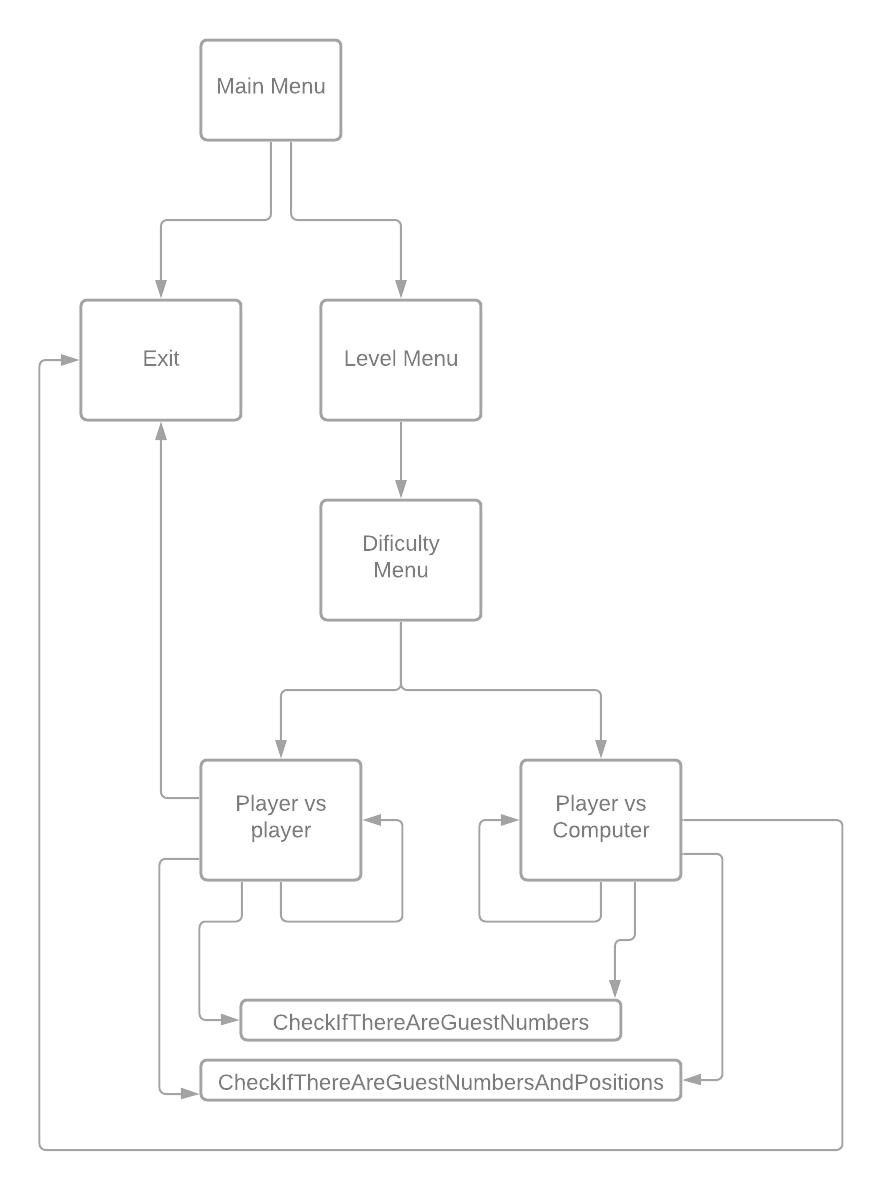 Main Menu
Exit
Level Menu
Dificulty
Menu
Player vs
player
Player vs
Computer
CheckIfThereAreGuestNumbers
CheckIfThereAreGuestNumbersAndPositions